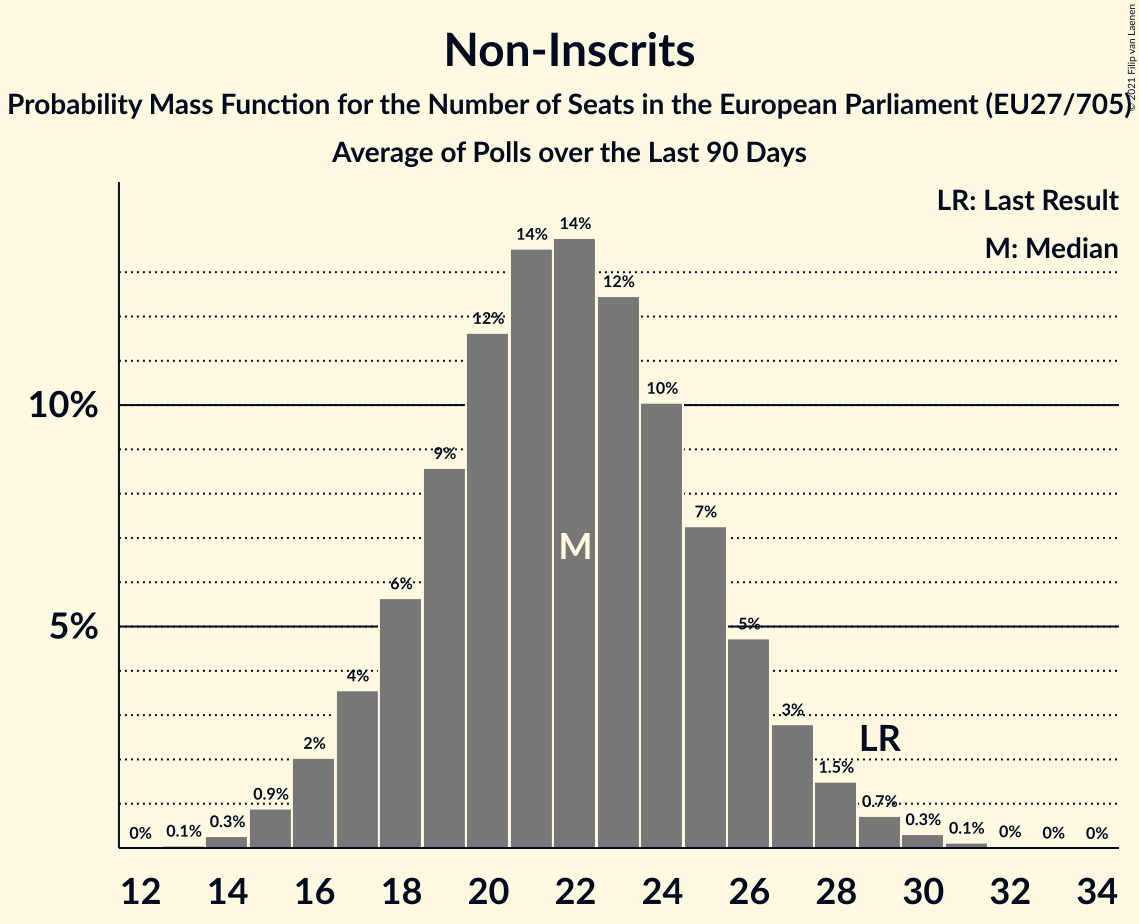 Non-Inscrits
© 2021 Filip van Laenen
Probability Mass Function for the Number of Seats in the European Parliament (EU27/705)
Average of Polls over the Last 90 Days
LR: Last Result
M: Median
10%
5%
0%
0.1%
0.3%
0.9%
2%
4%
6%
9%
12%
14%
14%
12%
10%
7%
5%
3%
1.5%
0.7%
0.3%
0.1%
0%
0%
0%
M
LR
12 14 16 18 20 22 24 26 28 30 32 34